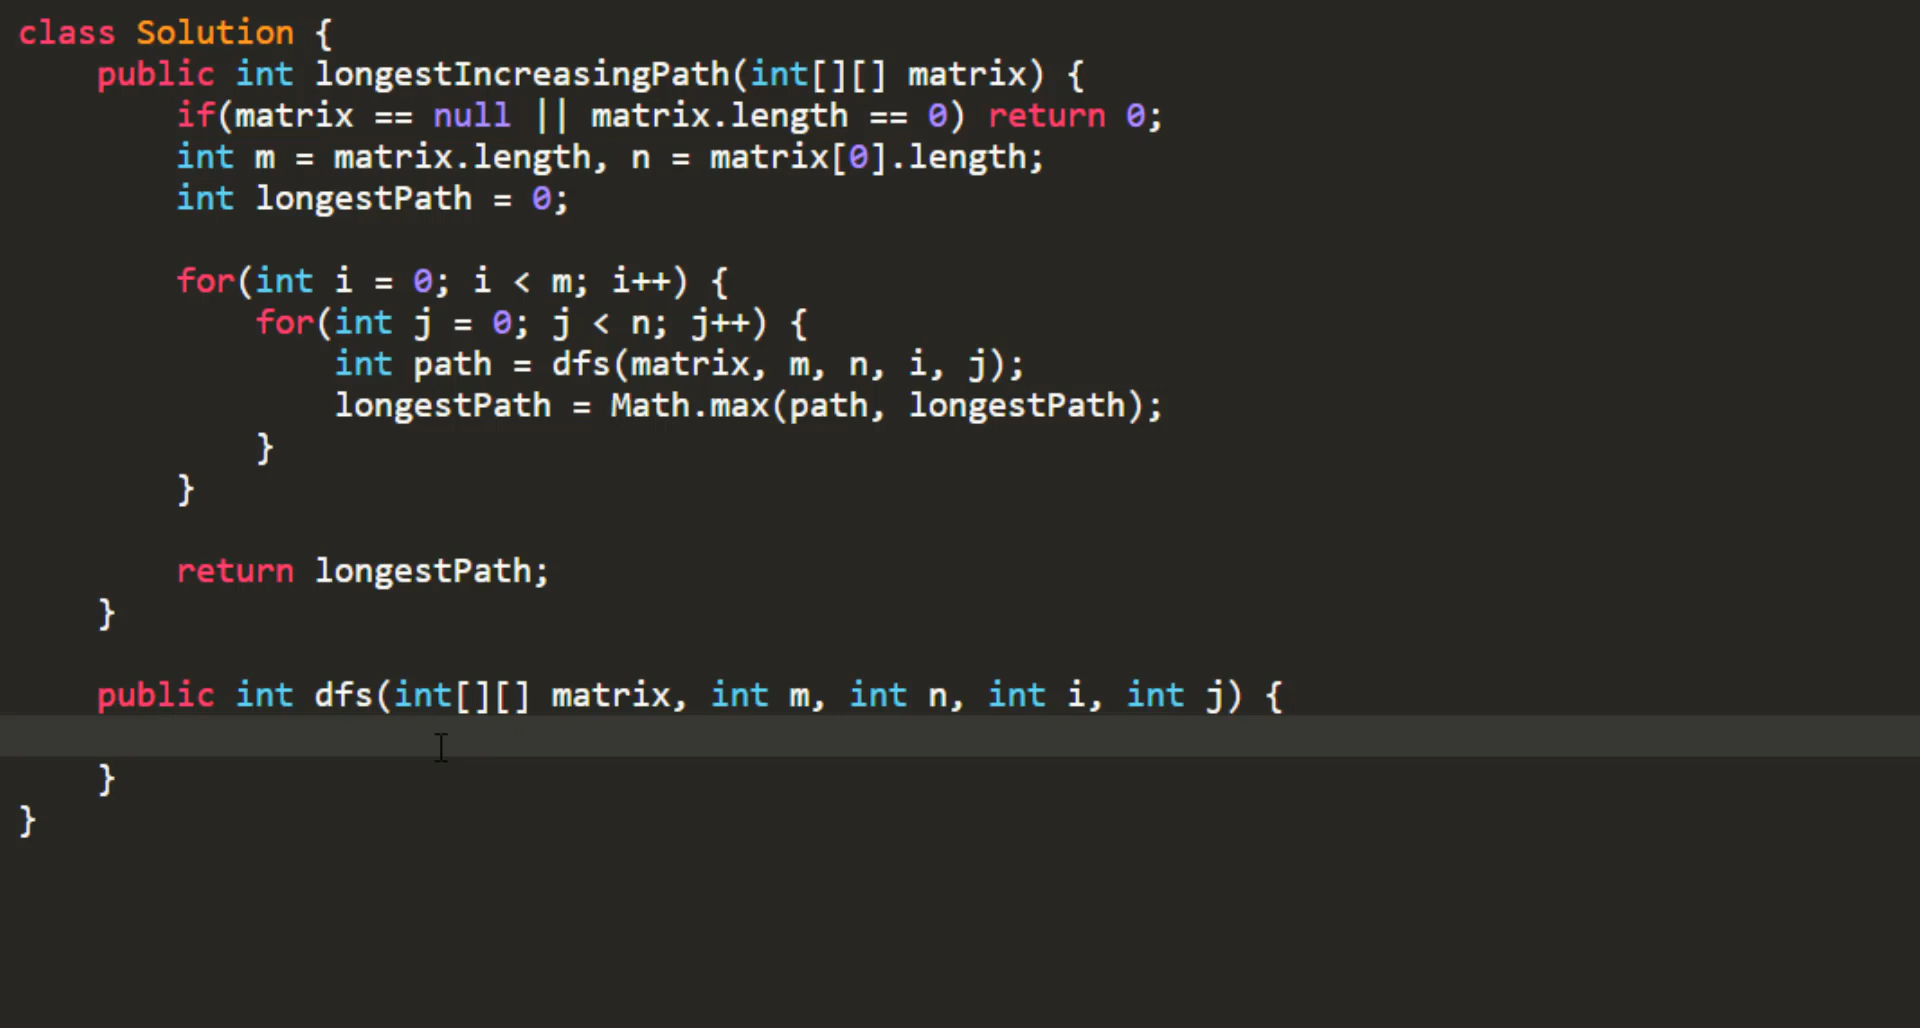 class Solution {
    public int longestIncreasingPath(int[][] matrix) {
        if(matrix == null || matrix.length == 0) return 0;
        int m = matrix.length, n = matrix[0].length;
        int longestPath = 0;

        for(int i = 0; i < m; i++) {
            for(int j = 0; j < n; j++) {
                int path = dfs(matrix, m, n, i, j);
                longestPath = Math.max(path, longestPath);
            }
        }

        return longestPath;
    }

    public int dfs(int[][] matrix, int m, int n, int i, int j) {

    }
}